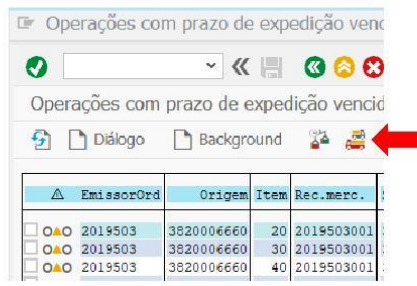 Operações com prazo de expedição venc
Operações com prazo de expedição vencid
Diálogo Background
EmissorOrd Origem Item Rec.merc.
2019503 3820006660 20 2019503001
2019503 3820006660 30 2019503001
2019503 3820006660 40 2019503001